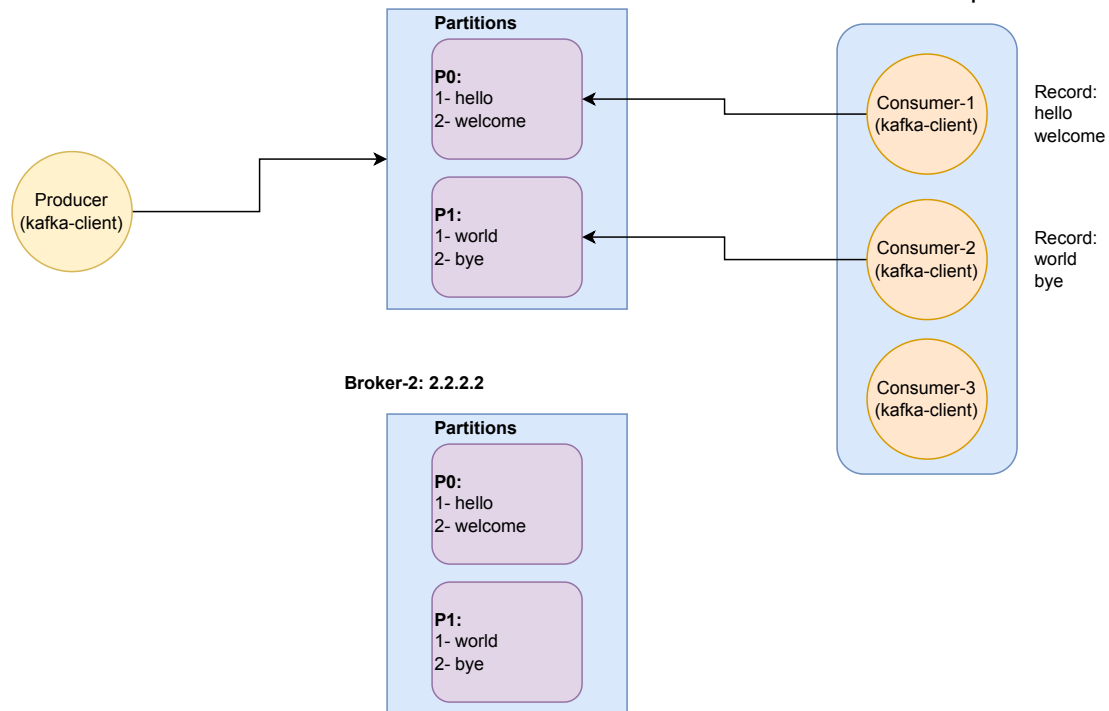 Partitions
P0:
1- hello
2- welcome
P1:
1- world
2- bye
Producer
(kafka-client)
Consumer-1
(kafka-client)
Record:
hello
welcome
Consumer-2
(kafka-client)
Record:
world
bye
Consumer-3
(kafka-client)
Broker-2: 2.2.2.2
Partitions
P0:
1- hello
2- welcome
P1:
1- world
2- bye